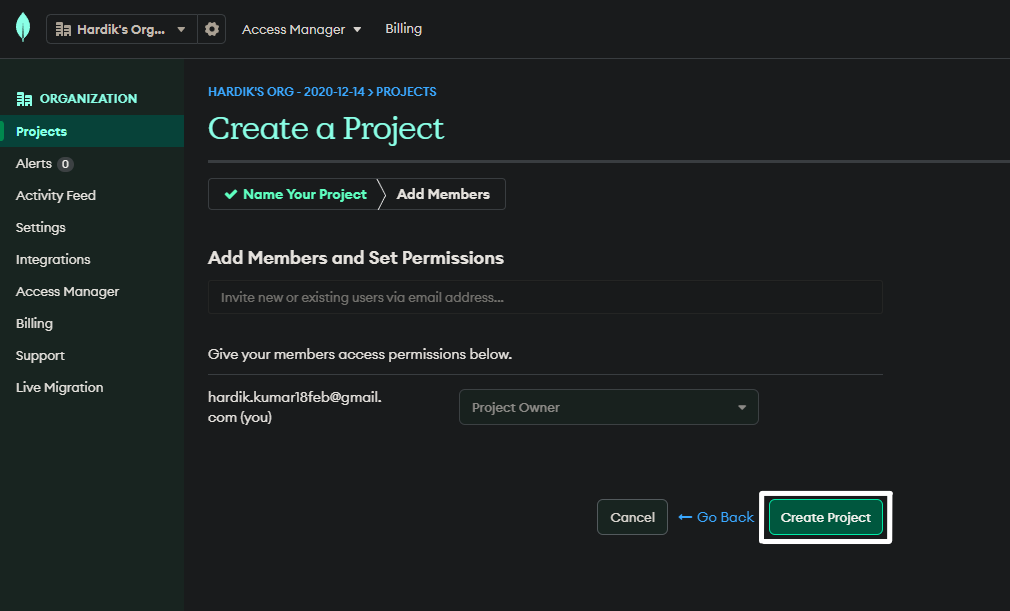 Hardik's Org...
Access Manager
Billing
ORGANIZATION
Projects
Alerts 0
Activity Feed
Settings
Integrations
Access Manager
Billing
Support
Live Migration
HARDIK'S ORG - 2020-12-14 > PROJECTS
Create a Project
Name Your Project
Add Members
Add Members and Set Permissions
Invite new or existing users via email address...
Give your members access permissions below.
hardik.kumar18feb@gmail.
com (you)
Project Owner
Cancel
Go Back
Create Project